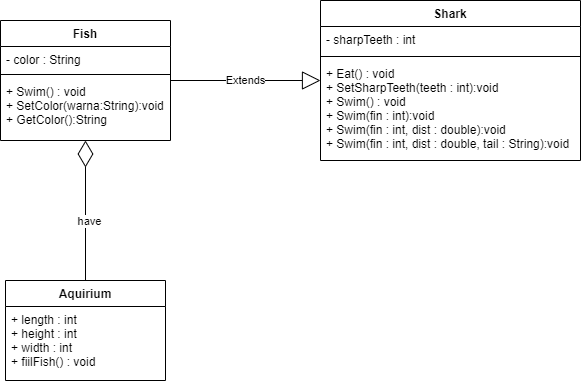 Fish
- color : String
+ Swim() : void
+ SetColor(warna:String):void
+ GetColor():String
Extends
Shark
- sharpTeeth : int
+ Eat() : void
+ SetSharpTeeth(teeth : int):void
+ Swim() : void
+ Swim(fin : int):void
+ Swim(fin : int, dist : double):void
+ Swim(fin : int, dist : double, tail : String):void
have
Aquirium
+ length : int
+ height : int
+ width : int
+ fiilFish() : void